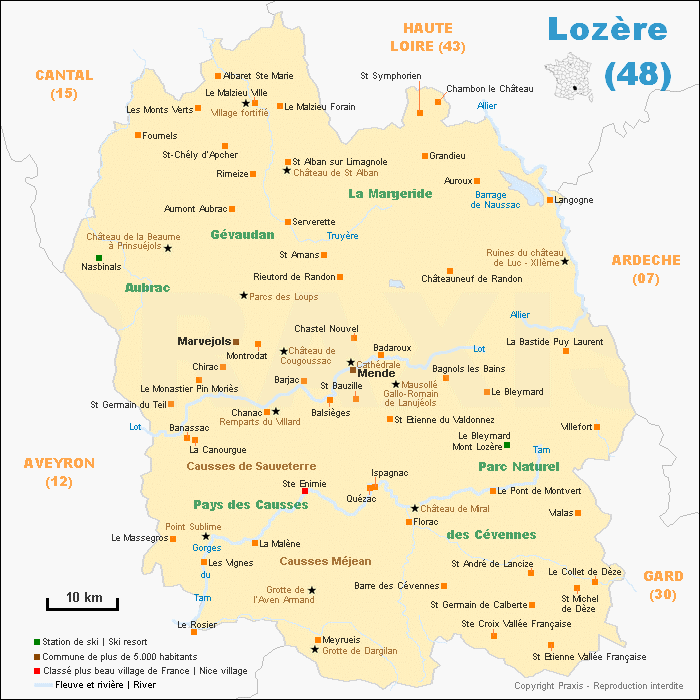 Lozère
(48)
HAUTE
LOIRE (43)
CANTAL
(15)
St Symphorien
Chambon le Château
Albaret Ste Marie
Le Malzieu Ville
Village fortifié
Le Malzieu Forain
Les Monts Verts
Allier
Fournels
St-Chély d'Apcher
Rimeize
St Alban sur Limagnole
Château de St Alban
Grandieu
Auroux
La Margeride
Barrage
de Naussac
Langogne
Aumont Aubrac
Serverette
Truyère
Gévaudan
Château de la Beaume
à Prinsuéjols
Nasbinals
St Amans
Ruines du château
de Luc - XIIème
ARDECHE
(07)
Rieutord de Randon
Châteauneuf de Randon
Aubrac
Parcs des Loups
Allier
Chastel Nouvel
Marvejols
Montrodat
Château de
Cougoussac
Badaroux
Lot
La Bastide Puy Laurent
Cathédrale
Mende
Chirac
Bagnols les Bains
Le Monastier Pin Moriès
Barjac
St Bauzille
Mausollé
Gallo-Romain
de Lanuéjols
Le Bleymard
St Germain du Teil
Chanac
Remparts du Villard
Balsièges
St Etienne du Valdonnez
Lot
Banassac
La Canourgue
Villefort
Le Bleymard
Mont Lozère
Tarn
AVEYRON
(12)
Causses de Sauveterre
Parc Naturel
Ispagnac
Ste Enimie
Quézac
Le Pont de Montvert
Pays des Causses
Château de Miral
Vialas
Point Sublime
Florac
des Cévennes
Le Massegros
Gorges
du
Tarn
La Malène
Les Vignes
Causses Méjean
St André de Lancize
Le Collet de Dèze
GARD
(30)
Grotte de
l'Aven Armand
Barre des Cévennes
St Michel
de Dèze
10 km
St Germain de Calberte
Le Rosier
Ste Croix Vallée Française
Meyrueis
Grotte de Dargilan
St Etienne Vallée Française
Station de ski | Ski resort
Commune de plus de 5.000 habitants
Classé plus beau village de France | Nice village
Fleuve et rivière | River
Copyright Praxis - Reproduction interdite